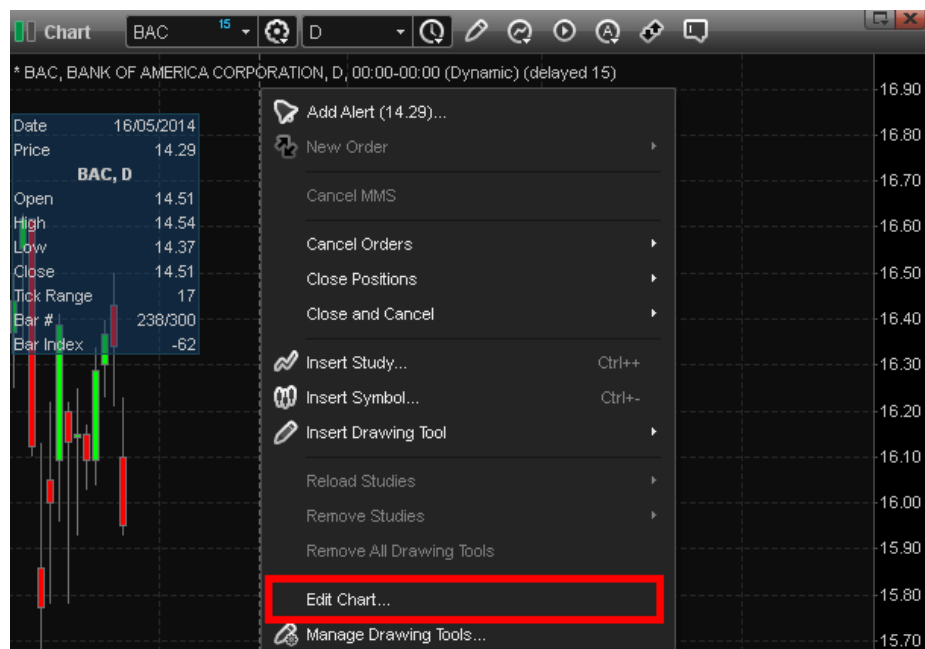 Chart BAC 15 D
* BAC, BANK OF AMERICA CORPORATION, D, 00:00-00:00 (Dynamic) (delayed 15)
Date 16/05/2014
Price 14.29
BAC, D
Open 14.51
High 14.54
Low 14.37
Close 14.51
Tick Range 17
Bar # 238/300
Bar Index -62
Add Alert (14.29)...
New Order
Cancel MMS
Cancel Orders
Close Positions
Close and Cancel
Insert Study... Ctrl++
Insert Symbol... Ctrl+-
Insert Drawing Tool
Reload Studies
Remove Studies
Remove All Drawing Tools
Edit Chart...
Manage Drawing Tools...
16.90
16.80
16.70
16.60
16.50
16.40
16.30
16.20
16.10
16.00
15.90
15.80
15.70